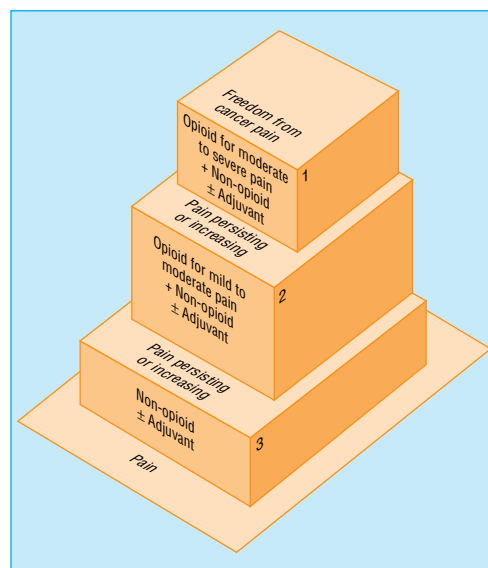 Freedom from
cancer pain
Opioid for moderate
to severe pain
+ Non-opioid
± Adjuvant
1
Pain persisting
or increasing
Opioid for mild to
moderate pain
+ Non-opioid
± Adjuvant
2
Pain persisting
or increasing
Non-opioid
± Adjuvant
3
Pain